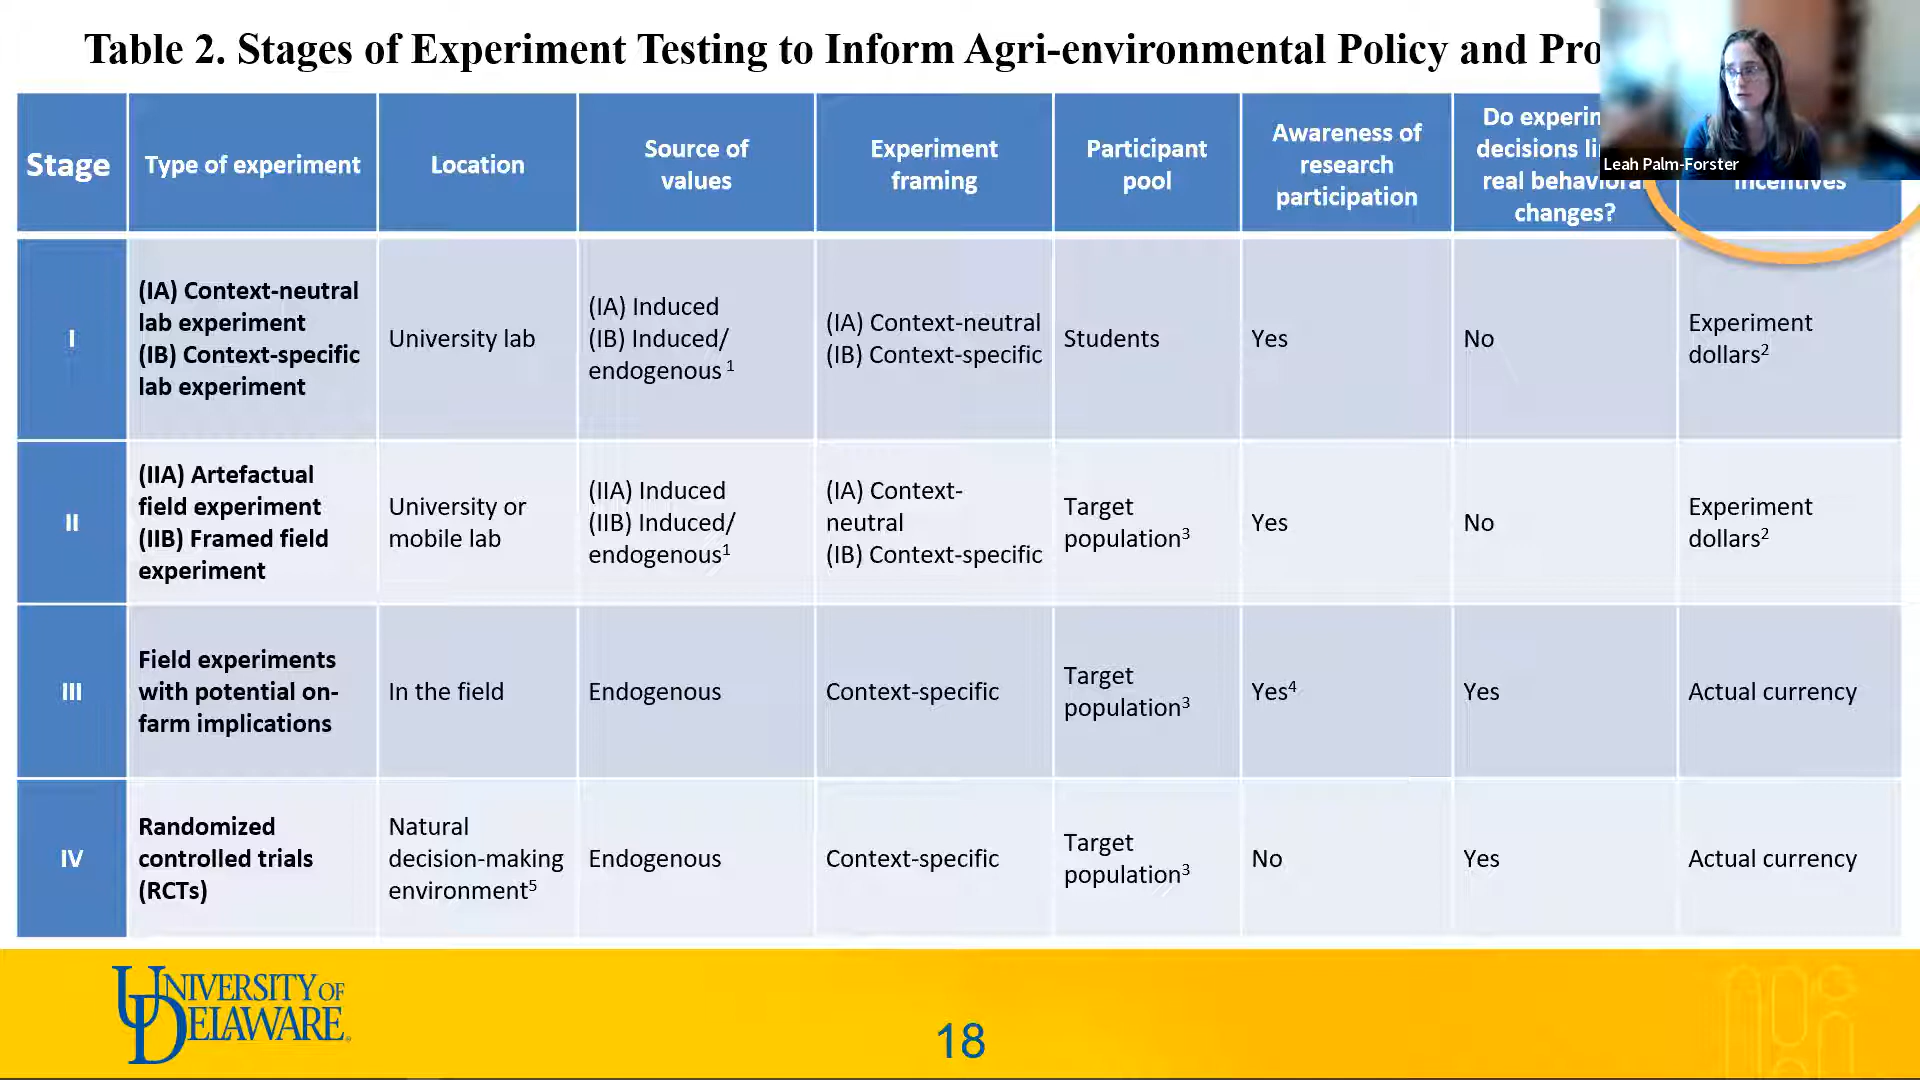 Table 2. Stages of Experiment Testing to Inform Agri-environmental Policy and Pro
Leah Palm-Forster
Stage
Type of experiment
Location
Source of
values
Experiment
framing
Participant
pool
Awareness of
research
participation
Do experim
decisions li
real behaviora
changes?
incentives
I
(IA) Context-neutral
lab experiment
(IB) Context-specific
lab experiment
University lab
(IA) Induced
(IB) Induced/
endogenous 1
(IA) Context-neutral
(IB) Context-specific
Students
Yes
No
Experiment
dollars2
II
(IIA) Artefactual
field experiment
(IIB) Framed field
experiment
University or
mobile lab
(IIA) Induced
(IIB) Induced/
endogenous1
(IA) Context-
neutral
(IB) Context-specific
Target
population3
Yes
No
Experiment
dollars2
III
Field experiments
with potential on-
farm implications
In the field
Endogenous
Context-specific
Target
population3
Yes4
Yes
Actual currency
IV
Randomized
controlled trials
(RCTs)
Natural
decision-making
environment5
Endogenous
Context-specific
Target
population3
No
Yes
Actual currency
UNIVERSITY OF
DELAWARE
18